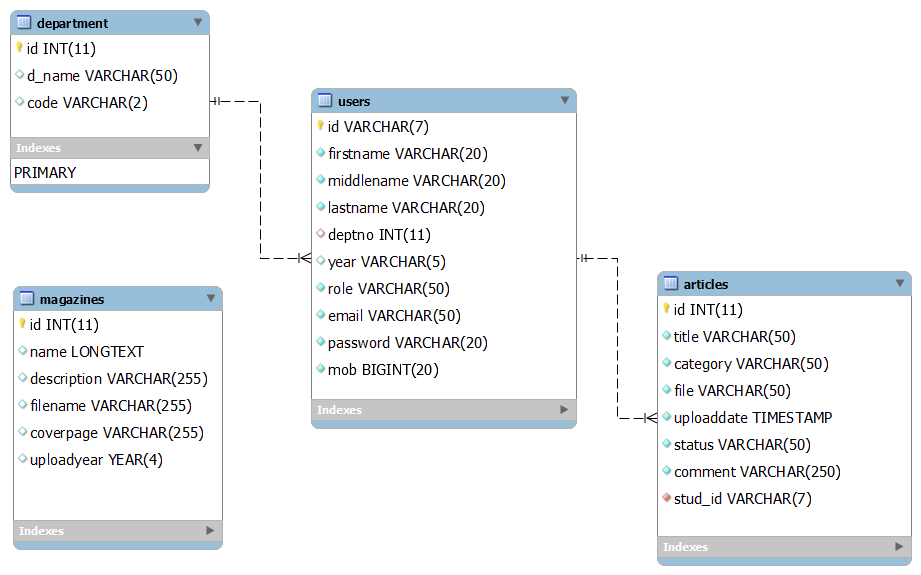 department
id INT(11)
d_name VARCHAR(50)
code VARCHAR(2)
Indexes
PRIMARY
users
id VARCHAR(7)
firstname VARCHAR(20)
middlename VARCHAR(20)
lastname VARCHAR(20)
deptno INT(11)
year VARCHAR(5)
role VARCHAR(50)
email VARCHAR(50)
password VARCHAR(20)
mob BIGINT(20)
Indexes
magazines
id INT(11)
name LONGTEXT
description VARCHAR(255)
filename VARCHAR(255)
coverpage VARCHAR(255)
uploadyear YEAR(4)
Indexes
articles
id INT(11)
title VARCHAR(50)
category VARCHAR(50)
file VARCHAR(50)
uploaddate TIMESTAMP
status VARCHAR(50)
comment VARCHAR(250)
stud_id VARCHAR(7)
Indexes